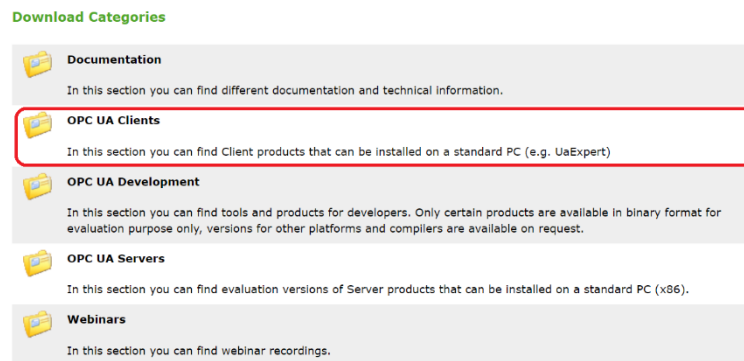 Download Categories
Documentation
In this section you can find different documentation and technical information.
OPC UA Clients
In this section you can find Client products that can be installed on a standard PC (e.g. UaExpert)
OPC UA Development
In this section you can find tools and products for developers. Only certain products are available in binary format for
evaluation purpose only, versions for other platforms and compilers are available on request.
OPC UA Servers
In this section you can find evaluation versions of Server products that can be installed on a standard PC (x86).
Webinars
In this section you can find webinar recordings.